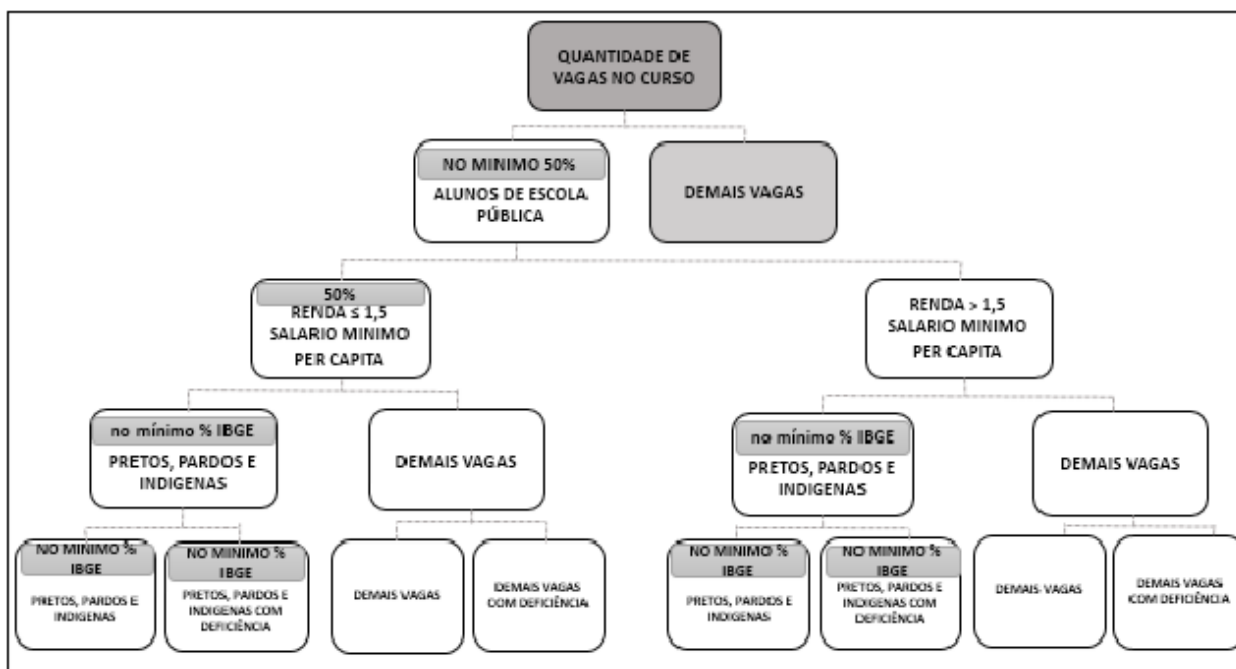 QUANTIDADE DE
VAGAS NO CURSO
NO MINIMO 50%
ALUNOS DE ESCOLA
PÚBLICA
DEMAIS VAGAS
50%
RENDA ≤ 1,5
SALARIO MINIMO
PER CAPITA
RENDA > 1,5
SALARIO MINIMO
PER CAPITA
no mínimo % IBGE
PRETOS, PARDOS E
INDIGENAS
DEMAIS VAGAS
no mínimo % IBGE
PRETOS, PARDOS E
INDIGENAS
DEMAIS VAGAS
NO MINIMO %
IBGE
PRETOS, PARDOS E
INDIGENAS
NO MINIMO %
IBGE
PRETOS, PARDOS E
INDIGENAS COM
DEFICIÊNCIA
DEMAIS VAGAS
DEMAIS VAGAS
COM DEFICIÊNCIA
NO MINIMO %
IBGE
PRETOS, PARDOS E
INDIGENAS
NO MINIMO %
IBGE
PRETOS, PARDOS E
INDIGENAS COM
DEFICIÊNCIA
DEMAIS VAGAS
DEMAIS VAGAS
COM DEFICIÊNCIA